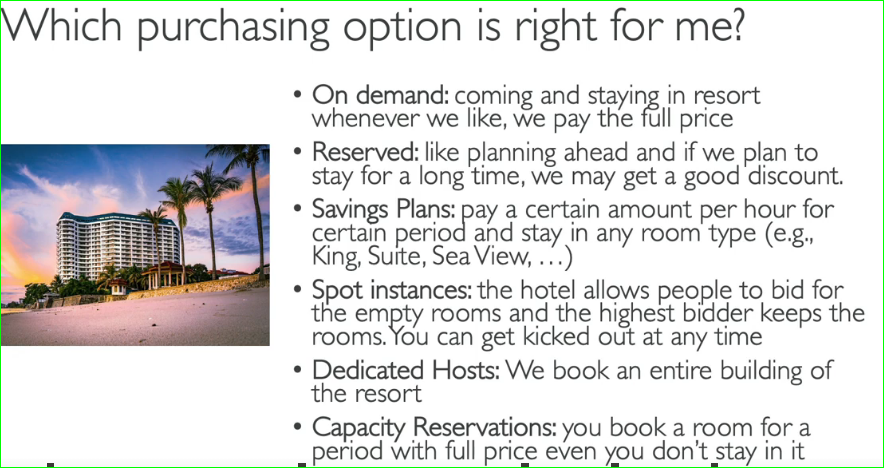 Which purchasing option is right for me?
• On demand: coming and staying in resort
whenever we like, we pay the full price
• Reserved: like planning ahead and if we plan to
stay for a long time, we may get a good discount.
• Savings Plans: pay a certain amount per hour for
certain period and stay in any room type (e.g.,
King, Suite, Sea View, …)
• Spot instances: the hotel allows people to bid for
the empty rooms and the highest bidder keeps the
rooms. You can get kicked out at any time
• Dedicated Hosts: We book an entire building of
the resort
• Capacity Reservations: you book a room for a
period with full price even you don't stay in it